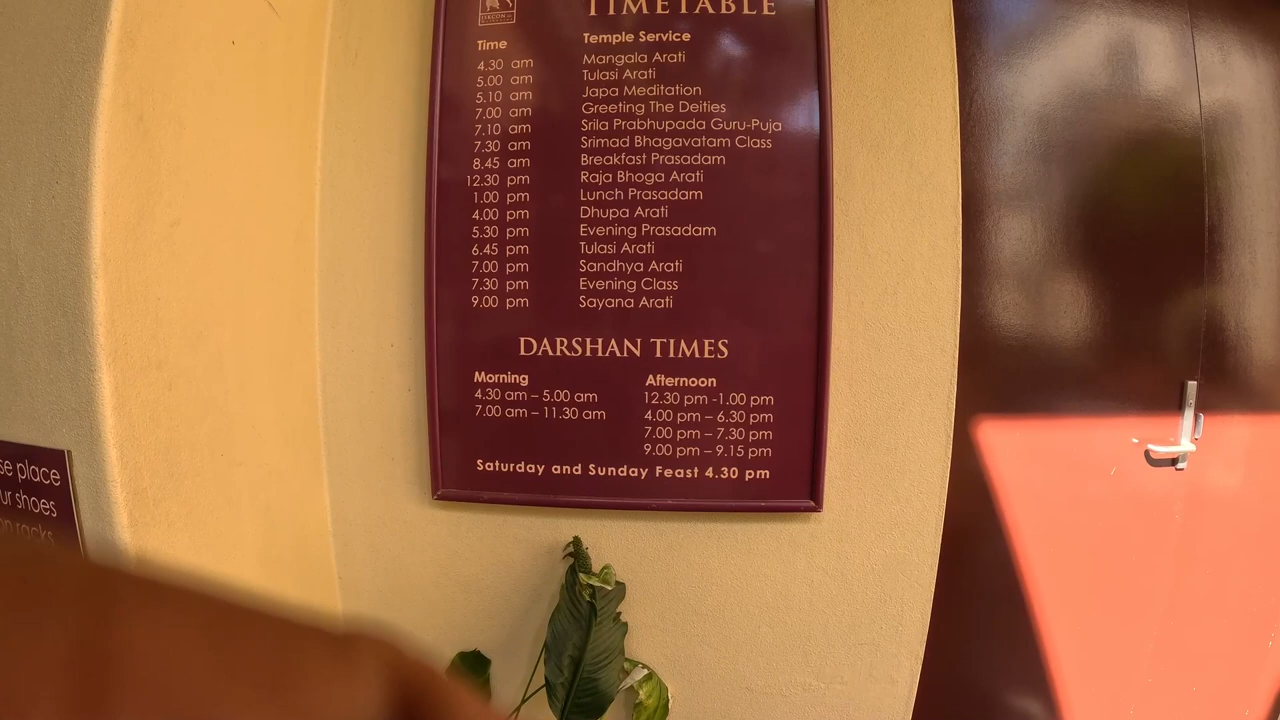 TIMETABLE
ISKCON
Time Temple Service
4.30 am Mangala Arati
5.00 am Tulasi Arati
5.10 am Japa Meditation
7.00 am Greeting The Deities
7.10 am Srila Prabhupada Guru-Puja
7.30 am Srimad Bhagavatam Class
8.45 am Breakfast Prasadam
12.30 pm Raja Bhoga Arati
1.00 pm Lunch Prasadam
4.00 pm Dhupa Arati
5.30 pm Evening Prasadam
6.45 pm Tulasi Arati
7.00 pm Sandhya Arati
7.30 pm Evening Class
9.00 pm Sayana Arati
DARSHAN TIMES
Morning Afternoon
4.30 am – 5.00 am 12.30 pm -1.00 pm
7.00 am – 11.30 am 4.00 pm – 6.30 pm
7.00 pm – 7.30 pm
9.00 pm – 9.15 pm
Saturday and Sunday Feast 4.30 pm
se place
ur shoes
on racks